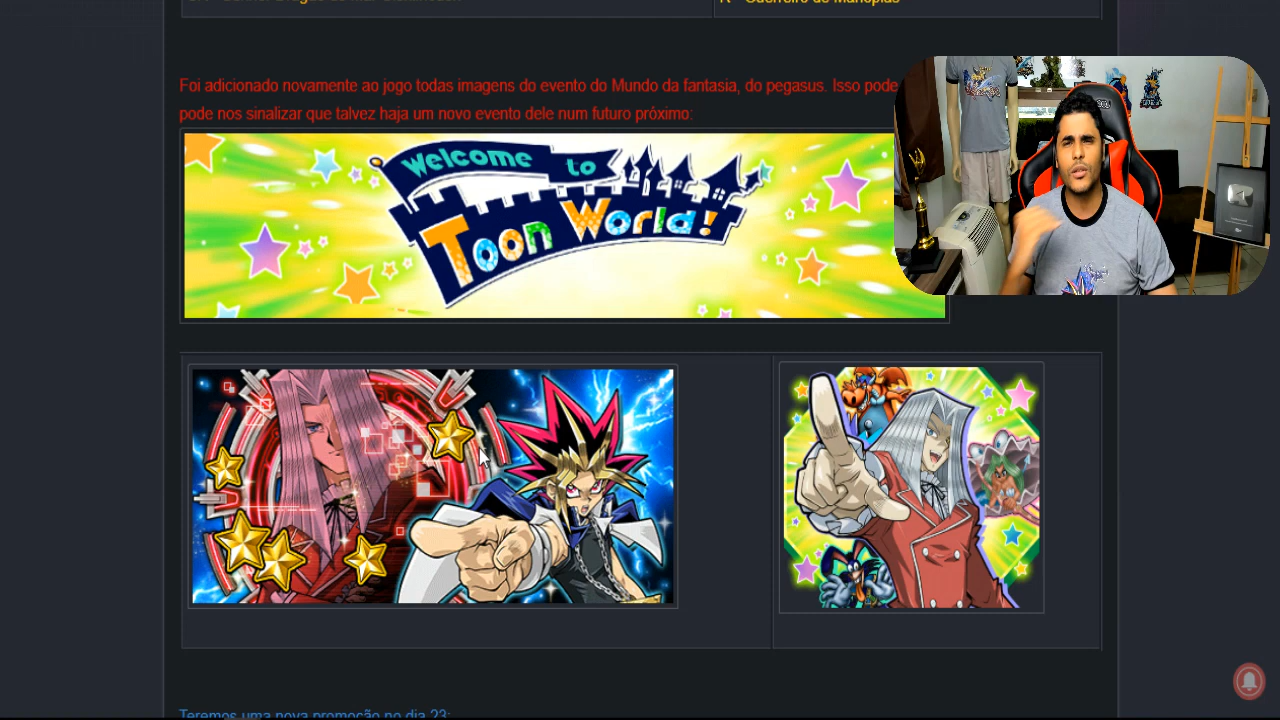 Foi adicionado novamente ao jogo todas imagens do evento do Mundo da fantasia, do pegasus. Isso pode
pode nos sinalizar que talvez haja um novo evento dele num futuro próximo:
Welcome to
Toon World!
Teremos uma nova promoção no dia 23: